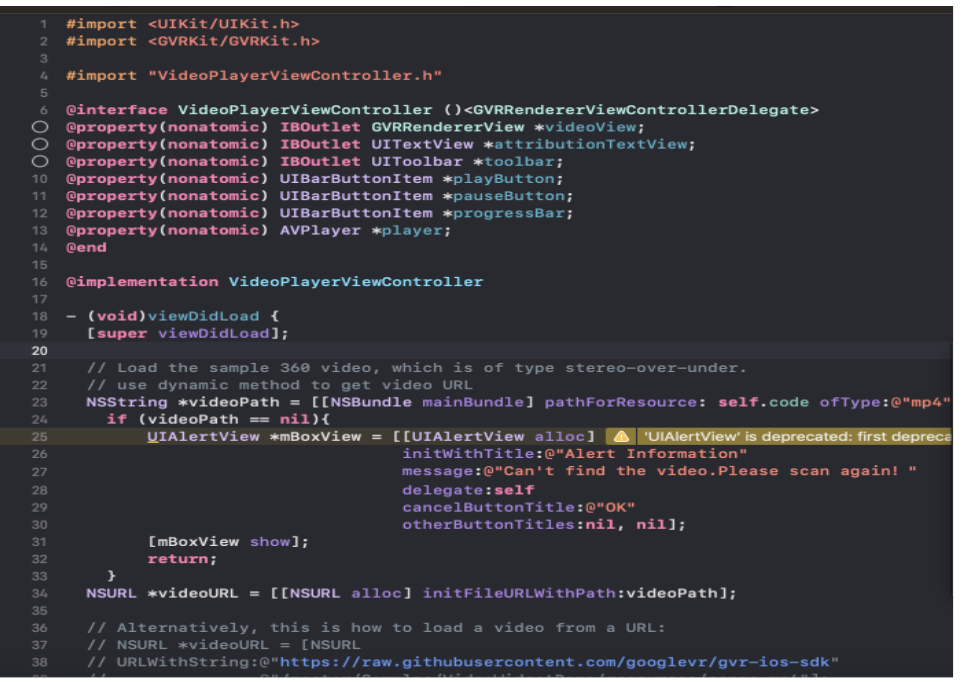 1 #import <UIKit/UIKit.h>
2 #import <GVRKit/GVRKit.h>
3
4 #import "VideoPlayerViewController.h"
5
6 @interface VideoPlayerViewController ()<GVRRendererViewControllerDelegate>
@property(nonatomic) IBOutlet GVRRendererView *videoView;
@property(nonatomic) IBOutlet UITextView *attributionTextView;
@property(nonatomic) IBOutlet UIToolbar *toolbar;
10 @property(nonatomic) UIBarButtonItem *playButton;
11 @property(nonatomic) UIBarButtonItem *pauseButton;
12 @property(nonatomic) UIBarButtonItem *progressBar;
13 @property(nonatomic) AVPlayer *player;
14 @end
15
16 @implementation VideoPlayerViewController
17
18 – (void)viewDidLoad {
19 [super viewDidLoad];
20
21 // Load the sample 360 video, which is of type stereo-over-under.
22 // use dynamic method to get video URL
23 NSString *videoPath = [[NSBundle mainBundle] pathForResource: self.code ofType:@"mp4"
24 if (videoPath == nil){
25 UIAlertView *mBoxView = [[UIAlertView alloc] 'UIAlertView' is deprecated: first depreca
26 initWithTitle:@"Alert Information"
27 message:@"Can't find the video.Please scan again! "
28 delegate:self
29 cancelButtonTitle:@"OK"
30 otherButtonTitles:nil, nil];
31 [mBoxView show];
32 return;
33 }
34 NSURL *videoURL = [[NSURL alloc] initFileURLWithPath:videoPath];
35
36 // Alternatively, this is how to load a video from a URL:
37 // NSURL *videoURL = [NSURL
38 // URLWithString:@"https://raw.githubusercontent.com/googlevr/gvr-ios-sdk"